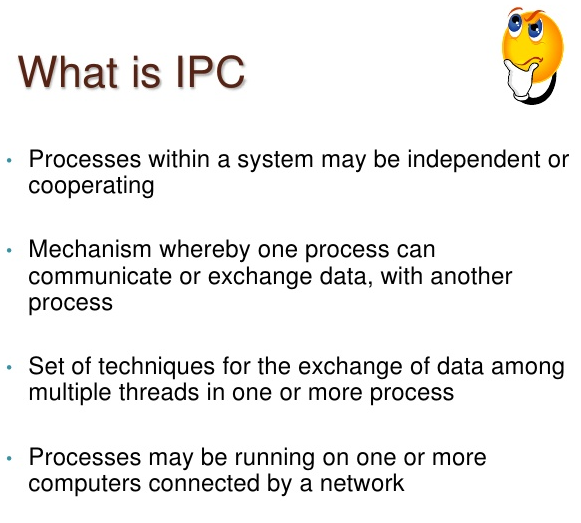 What is IPC
• Processes within a system may be independent or
cooperating
• Mechanism whereby one process can
communicate or exchange data, with another
process
• Set of techniques for the exchange of data among
multiple threads in one or more process
• Processes may be running on one or more
computers connected by a network